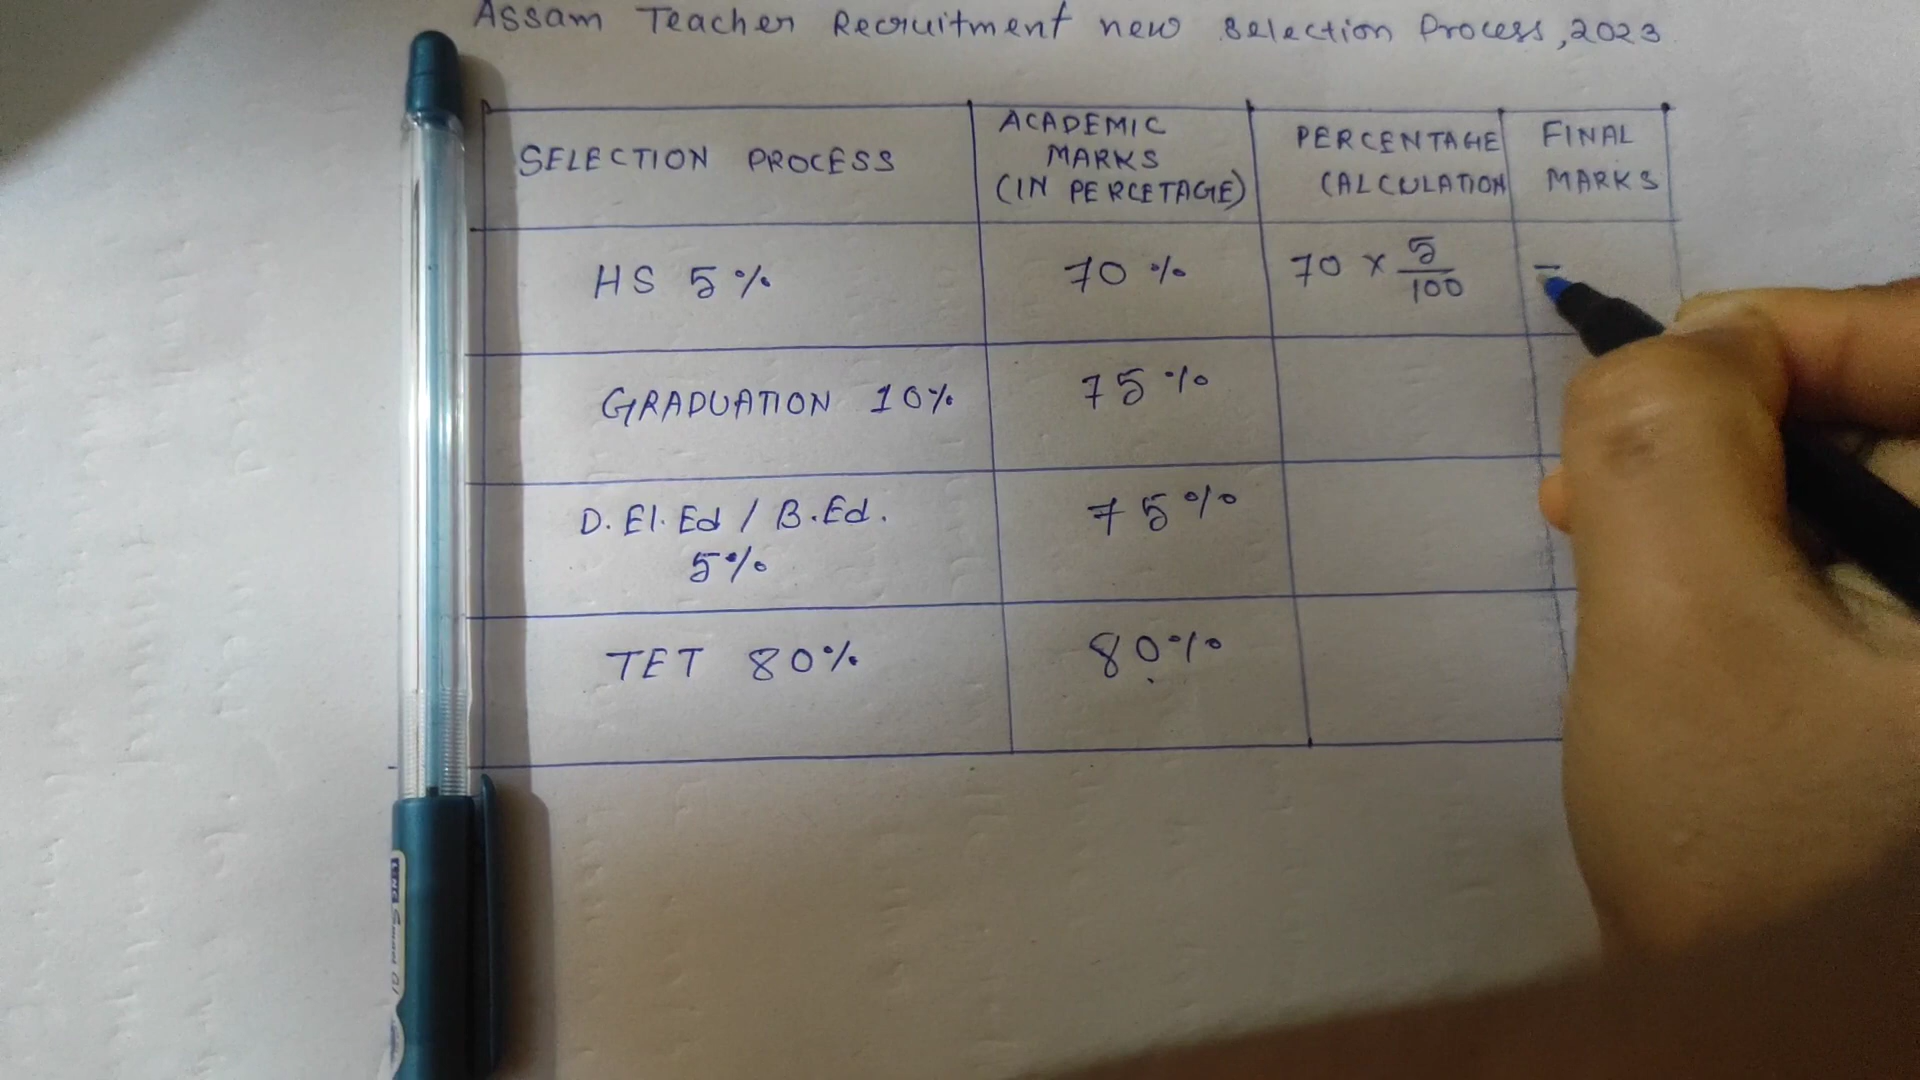 Assam Teacher Recruitment new selection Process, 2023
SELECTION PROCESS
ACADEMIC
MARKS
(IN PERCETAGE)
PERCENTAGE
CALCULATION
FINAL
MARKS
HS 5%
70%
70 × 5/100
=
GRADUATION 10%
75%
D.El.Ed / B.Ed.
5%
75%
TET 80%
80%